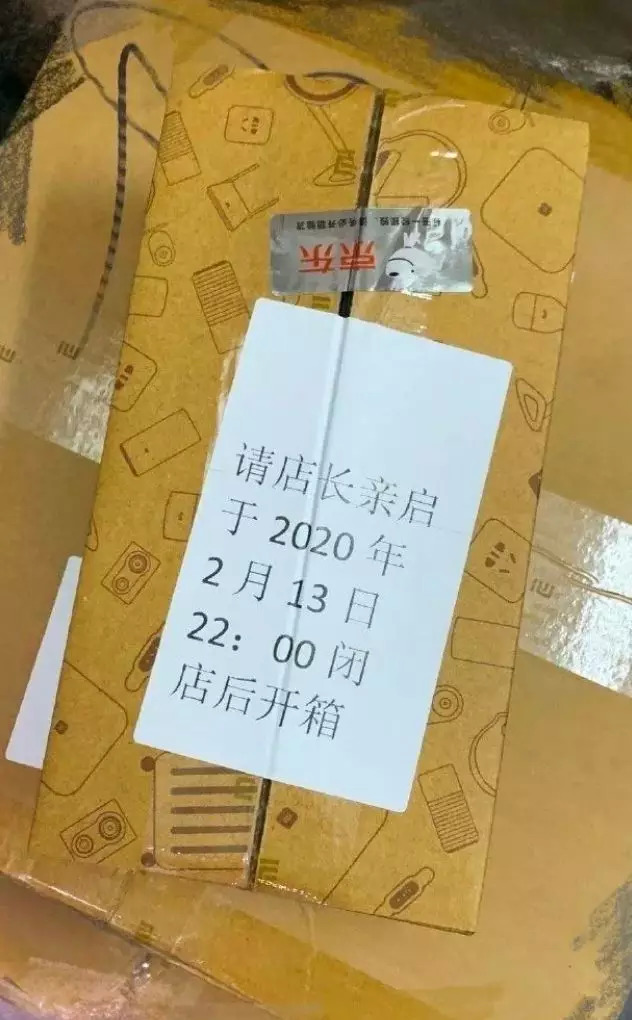 京东
请店长亲启
于 2020 年
2 月 13 日
22：00 闭
店后开箱